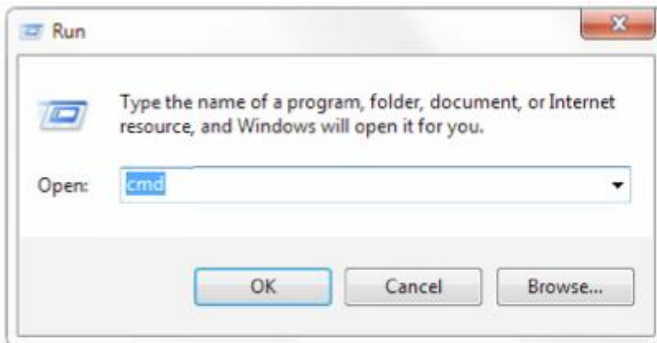 Run
Type the name of a program, folder, document, or Internet
resource, and Windows will open it for you.
Open: cmd
OK Cancel Browse...